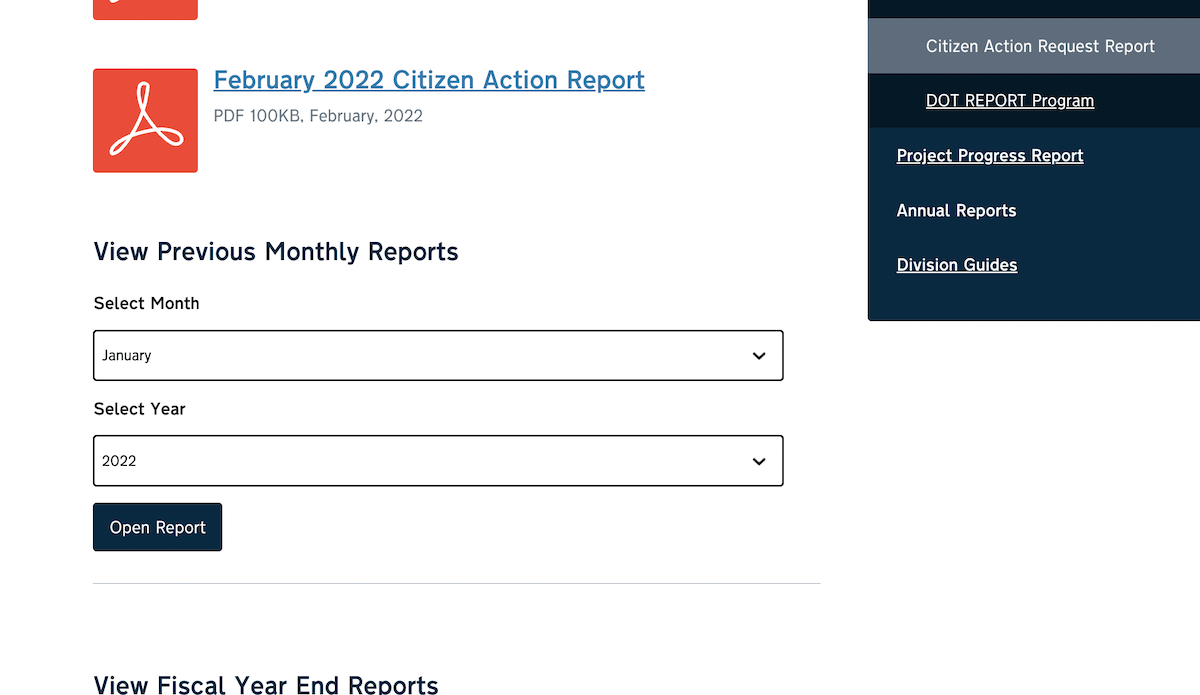 February 2022 Citizen Action Report
PDF 100KB, February, 2022
View Previous Monthly Reports
Select Month
January
Select Year
2022
Open Report
View Fiscal Year End Reports
Citizen Action Request Report
DOT REPORT Program
Project Progress Report
Annual Reports
Division Guides